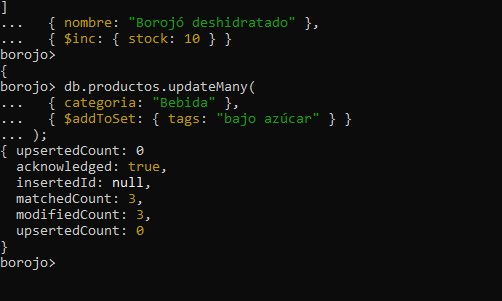 ]
...   { nombre: "Borojó deshidratado" },
...   { $inc: { stock: 10 } }
borojo>
{
borojo> db.productos.updateMany(
...   { categoria: "Bebida" },
...   { $addToSet: { tags: "bajo azúcar" } }
... );
{ upsertedCount: 0
  acknowledged: true,
  insertedId: null,
  matchedCount: 3,
  modifiedCount: 3,
  upsertedCount: 0
}
borojo>